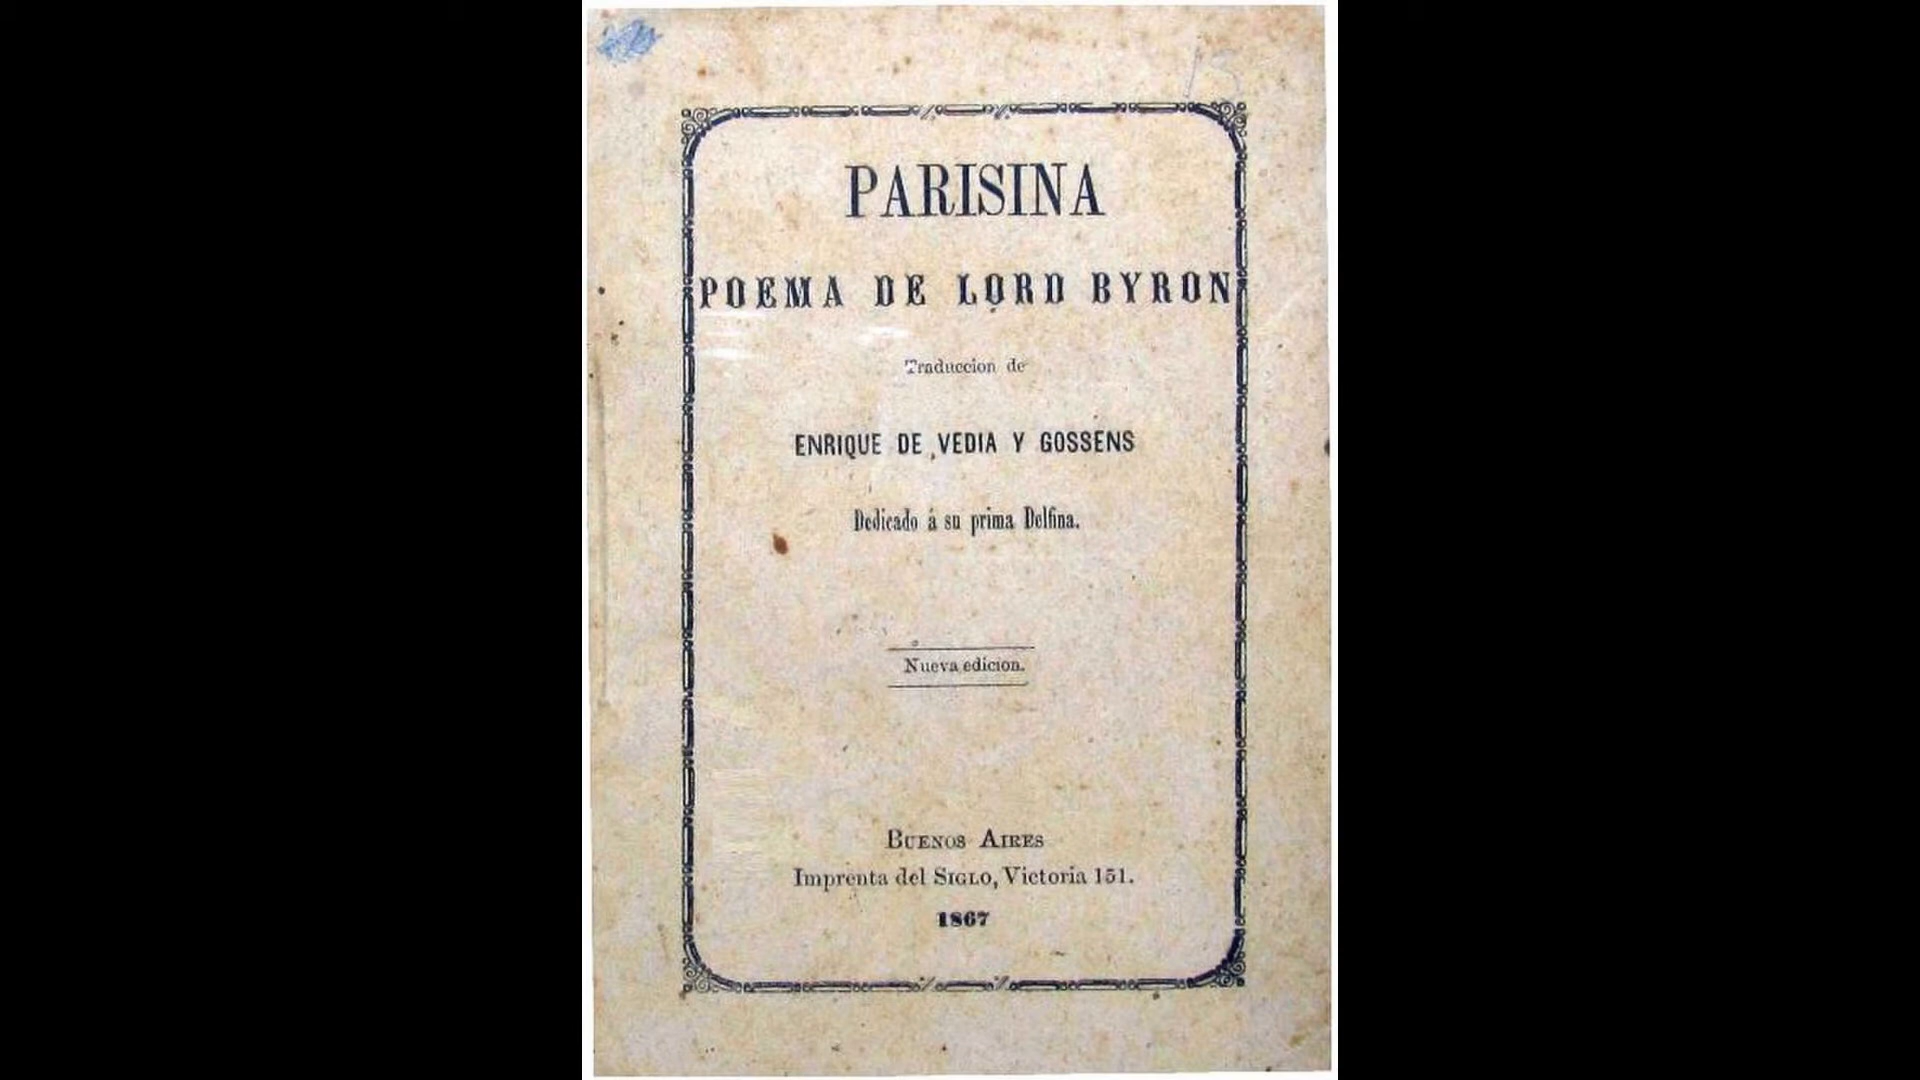 PARISINA
POEMA DE LORD BYRON
Traduccion de
ENRIQUE DE VEDIA Y GOSSENS
Dedicado á su prima Delfina.
Nueva edicion.
BUENOS AIRES
Imprenta del SIGLO, Victoria 151.
1867